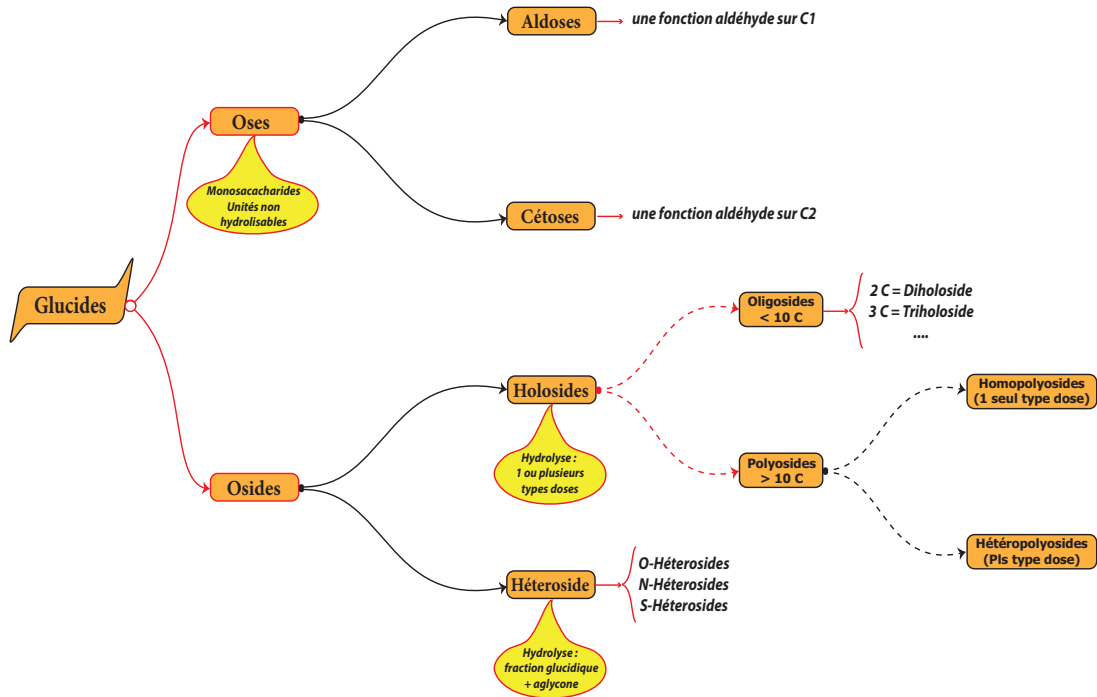 Aldoses
une fonction aldéhyde sur C1
Oses
Monosacacharides
Unités non
hydrolisables
Cétoses
une fonction aldéhyde sur C2
Glucides
Oligosides
< 10 C
2 C = Diholoside
3 C = Triholoside
....
Holosides
Hydrolyse :
1 ou plusieurs
types doses
Homopolyosides
(1 seul type dose)
Polyosides
> 10 C
Osides
Hétéropolyosides
(Pls type dose)
Héteroside
O-Héterosides
N-Héterosides
S-Héterosides
Hydrolyse :
fraction glucidique
+ aglycone